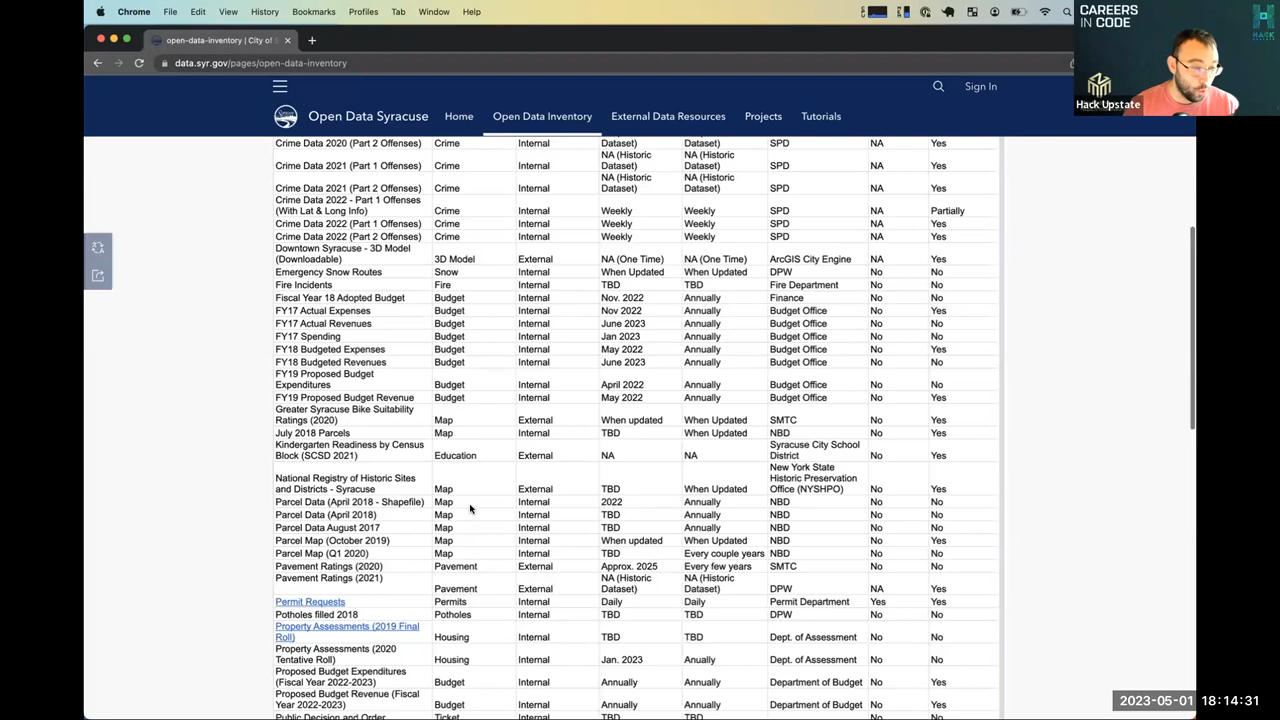 Chrome File Edit View History Bookmarks Profiles Tab Window Help
CAREERS
IN CODE
HACK
Hack Upstate
open-data-inventory | City of
data.syr.gov/pages/open-data-inventory
Sign In
Open Data Syracuse Home Open Data Inventory External Data Resources Projects Tutorials
Crime Data 2020 (Part 2 Offenses) Crime Internal Dataset) Dataset) SPD NA Yes
NA (Historic NA (Historic
Crime Data 2021 (Part 1 Offenses) Crime Internal Dataset) Dataset) SPD NA Yes
NA (Historic NA (Historic
Crime Data 2021 (Part 2 Offenses) Crime Internal Dataset) Dataset) SPD NA Yes
Crime Data 2022 - Part 1 Offenses
(With Lat & Long Info) Crime Internal Weekly Weekly SPD NA Partially
Crime Data 2022 (Part 1 Offenses) Crime Internal Weekly Weekly SPD NA Yes
Crime Data 2022 (Part 2 Offenses) Crime Internal Weekly Weekly SPD NA Yes
Downtown Syracuse - 3D Model
(Downloadable) 3D Model External NA (One Time) NA (One Time) ArcGIS City Engine NA Yes
Emergency Snow Routes Snow Internal When Updated When Updated DPW No No
Fire Incidents Fire Internal TBD TBD Fire Department No No
Fiscal Year 18 Adopted Budget Budget Internal Nov. 2022 Annually Finance No No
FY17 Actual Expenses Budget Internal Nov 2022 Annually Budget Office No Yes
FY17 Actual Revenues Budget Internal June 2023 Annually Budget Office No No
FY17 Spending Budget Internal Jan 2023 Annually Budget Office No No
FY18 Budgeted Expenses Budget Internal May 2022 Annually Budget Office No Yes
FY18 Budgeted Revenues Budget Internal June 2023 Annually Budget Office No No
FY19 Proposed Budget
Expenditures Budget Internal April 2022 Annually Budget Office No No
FY19 Proposed Budget Revenue Budget Internal May 2022 Annually Budget Office No Yes
Greater Syracuse Bike Suitability
Ratings (2020) Map External When updated When Updated SMTC No Yes
July 2018 Parcels Map Internal TBD When Updated NBD No Yes
Kindergarten Readiness by Census Syracuse City School
Block (SCSD 2021) Education External NA NA District No Yes
New York State
National Registry of Historic Sites Historic Preservation
and Districts - Syracuse Map External TBD When Updated Office (NYSHPO) No Yes
Parcel Data (April 2018 - Shapefile) Map Internal 2022 Annually NBD No No
Parcel Data (April 2018) Map Internal TBD Annually NBD No No
Parcel Data August 2017 Map Internal TBD Annually NBD No No
Parcel Map (October 2019) Map Internal When updated When Updated NBD No Yes
Parcel Map (Q1 2020) Map Internal TBD Every couple years NBD No No
Pavement Ratings (2020) Pavement External Approx. 2025 Every few years SMTC No Yes
Pavement Ratings (2021) NA (Historic NA (Historic
Pavement External Dataset) Dataset) DPW NA Yes
Permit Requests Permits Internal Daily Daily Permit Department Yes Yes
Potholes filled 2018 Potholes Internal TBD TBD DPW No No
Property Assessments (2019 Final
Roll) Housing Internal TBD TBD Dept. of Assessment No No
Property Assessments (2020
Tentative Roll) Housing Internal Jan. 2023 Anually Dept. of Assessment No No
Proposed Budget Expenditures
(Fiscal Year 2022-2023) Budget Internal Annually Annually Department of Budget No Yes
Proposed Budget Revenue (Fiscal
Year 2022-2023) Budget Internal Annually Annually Department of Budget No Yes
Public Decision and Order Ticket Internal TBD TBD
2023-05-01 18:14:31